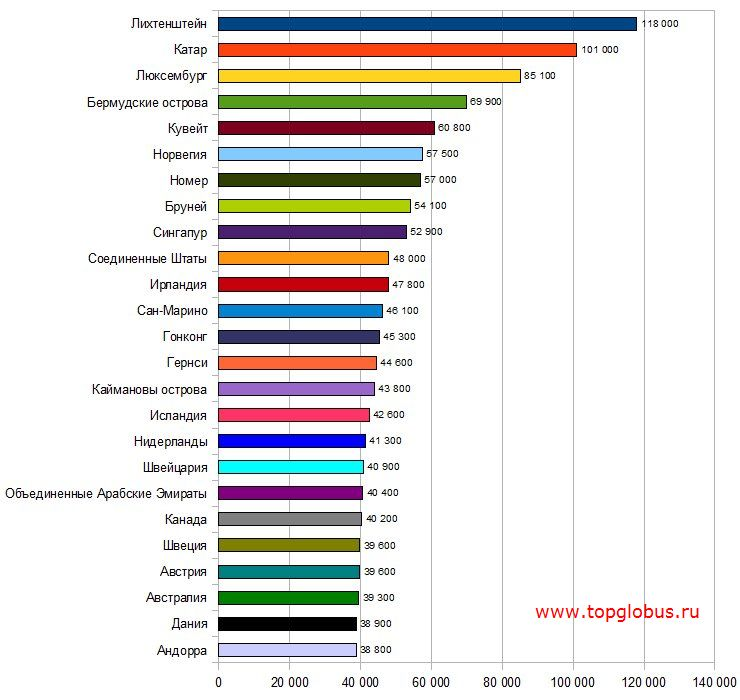 Лихтенштейн 118 000
Катар 101 000
Люксембург 85 100
Бермудские острова 69 900
Кувейт 60 800
Норвегия 57 500
Номер 57 000
Бруней 54 100
Сингапур 52 900
Соединенные Штаты 48 000
Ирландия 47 800
Сан-Марино 46 100
Гонконг 45 300
Гернси 44 600
Каймановы острова 43 800
Исландия 42 600
Нидерланды 41 300
Швейцария 40 900
Объединенные Арабские Эмираты 40 400
Канада 40 200
Швеция 39 600
Австрия 39 600
Австралия 39 300
www.topglobus.ru
Дания 38 900
Андорра 38 800
0 20 000 40 000 60 000 80 000 100 000 120 000 140 000